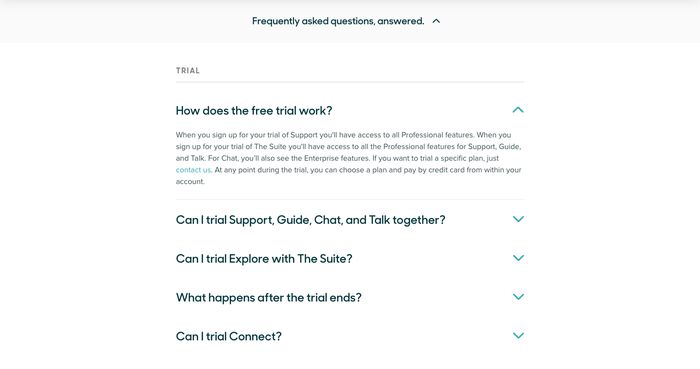 Frequently asked questions, answered.
TRIAL
How does the free trial work?
When you sign up for your trial of Support you'll have access to all Professional features. When you
sign up for your trial of The Suite you'll have access to all the Professional features for Support, Guide,
and Talk. For Chat, you'll also see the Enterprise features. If you want to trial a specific plan, just
contact us. At any point during the trial, you can choose a plan and pay by credit card from within your
account.
Can I trial Support, Guide, Chat, and Talk together?
Can I trial Explore with The Suite?
What happens after the trial ends?
Can I trial Connect?